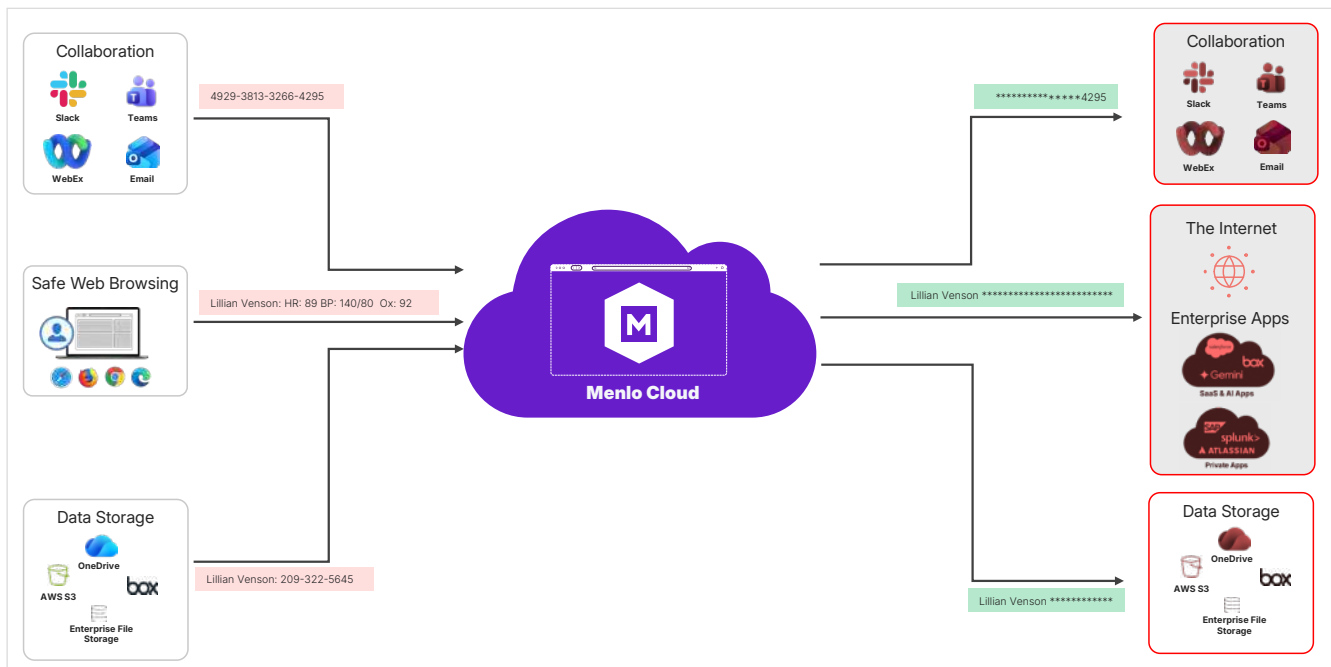 Collaboration
Slack
Teams
WebEx
Email
4929-3813-3266-4295
Safe Web Browsing
Lillian Venson: HR: 89 BP: 140/80 Ox: 92
Data Storage
OneDrive
AWS S3
box
Enterprise File
Storage
Lillian Venson: 209-322-5645
M
Menlo Cloud
***************4295
Lillian Venson ************************
Lillian Venson ************
Collaboration
Slack
Teams
WebEx
Email
The Internet
Enterprise Apps
salesforce
box
Gemini
SaaS & AI Apps
SAP
splunk>
ATLASSIAN
Private Apps
Data Storage
OneDrive
AWS S3
box
Enterprise File
Storage